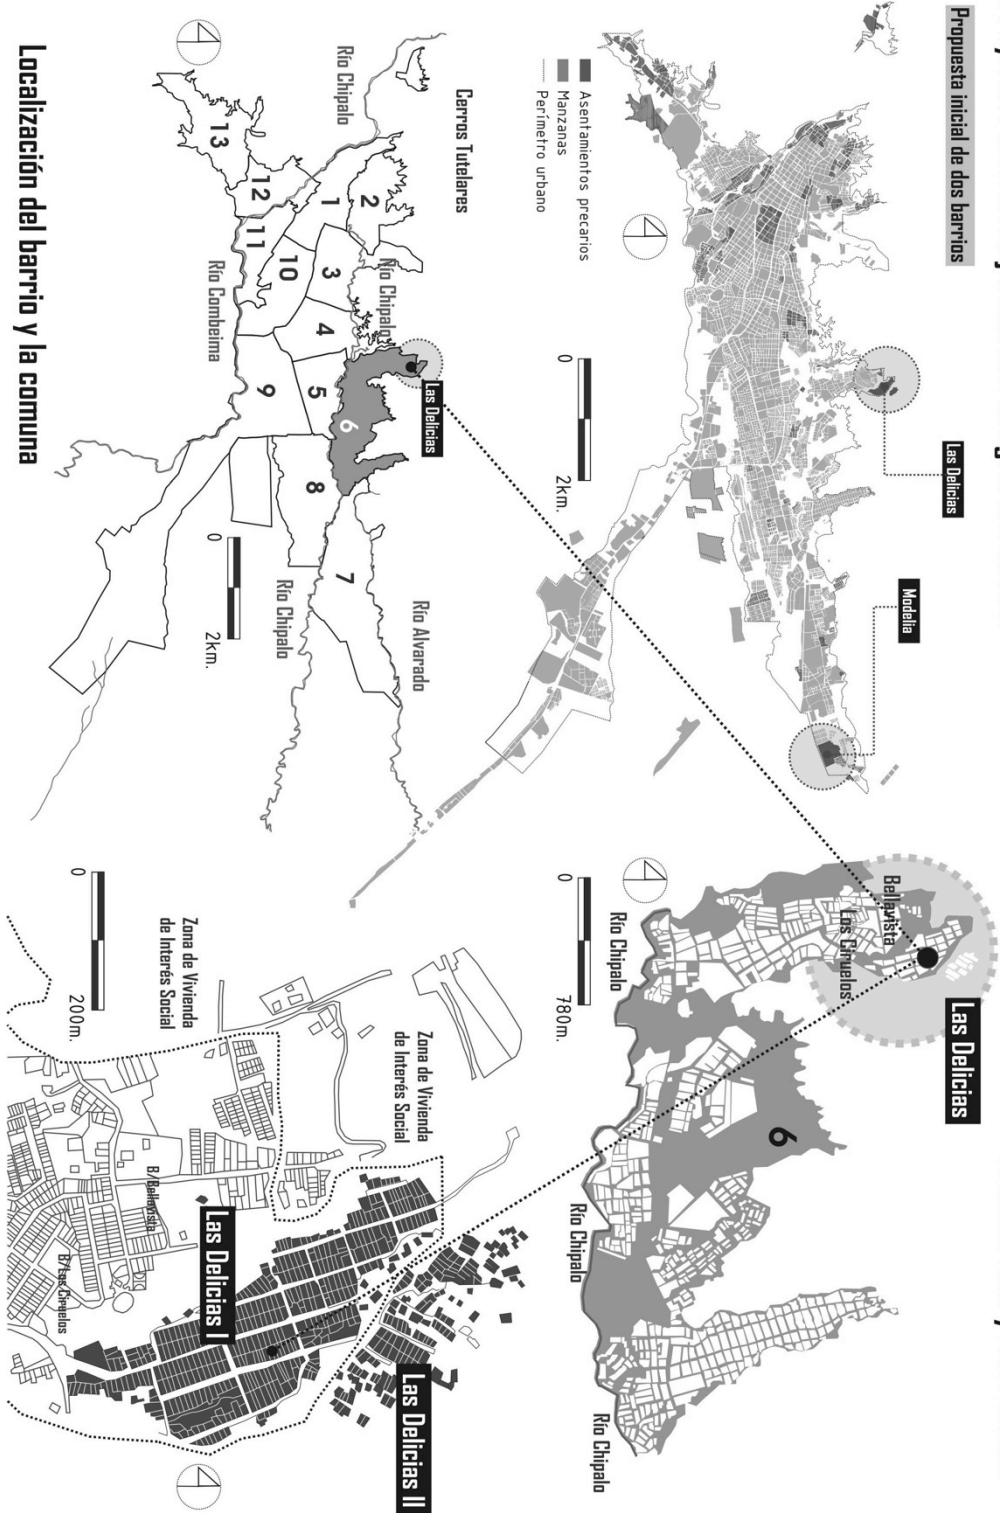 Propuesta inicial de dos barrios
Asentamientos precarios
Manzanas
Perímetro urbano
0
2km.
Las Delicias
Modelia
Localización del barrio y la comuna
Cerros Tutelares
Río Chipalo
Río Chipalo
Río Combeima
Río Chipalo
Río Alvarado
1
2
3
4
5
6
7
8
9
10
11
12
13
Las Delicias
0
2km.
Las Delicias
Bellavista
Los Ciruelos
6
Río Chipalo
Río Chipalo
Río Chipalo
0
780m.
Zona de Vivienda
de Interés Social
Zona de Vivienda
de Interés Social
0
200m.
B/Bellavista
B/Los Ciruelos
Las Delicias I
Las Delicias II